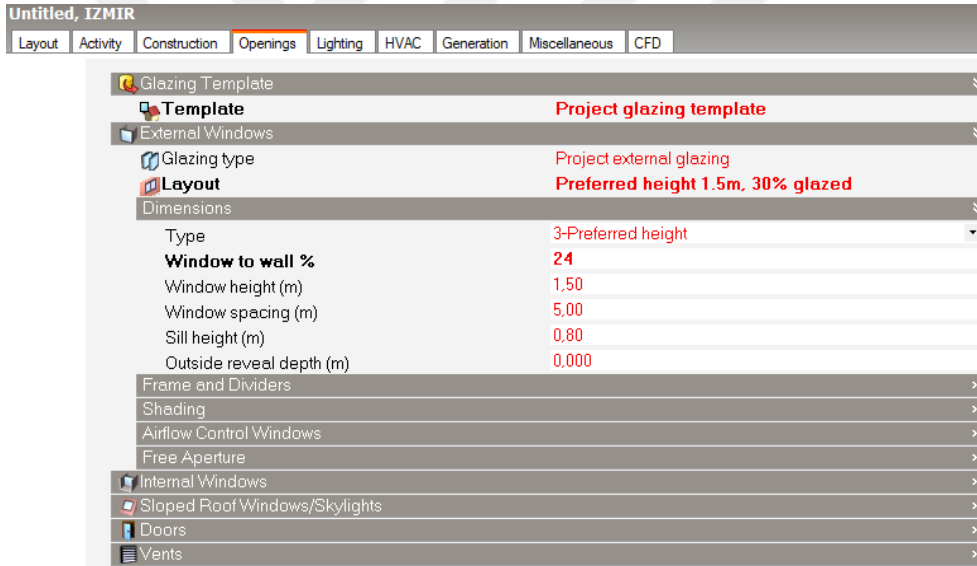 Untitled, IZMIR
Layout Activity Construction Openings Lighting HVAC Generation Miscellaneous CFD
Glazing Template
Template Project glazing template
External Windows
Glazing type Project external glazing
Layout Preferred height 1.5m, 30% glazed
Dimensions
Type 3-Preferred height
Window to wall % 24
Window height (m) 1,50
Window spacing (m) 5,00
Sill height (m) 0,80
Outside reveal depth (m) 0,000
Frame and Dividers
Shading
Airflow Control Windows
Free Aperture
Internal Windows
Sloped Roof Windows/Skylights
Doors
Vents